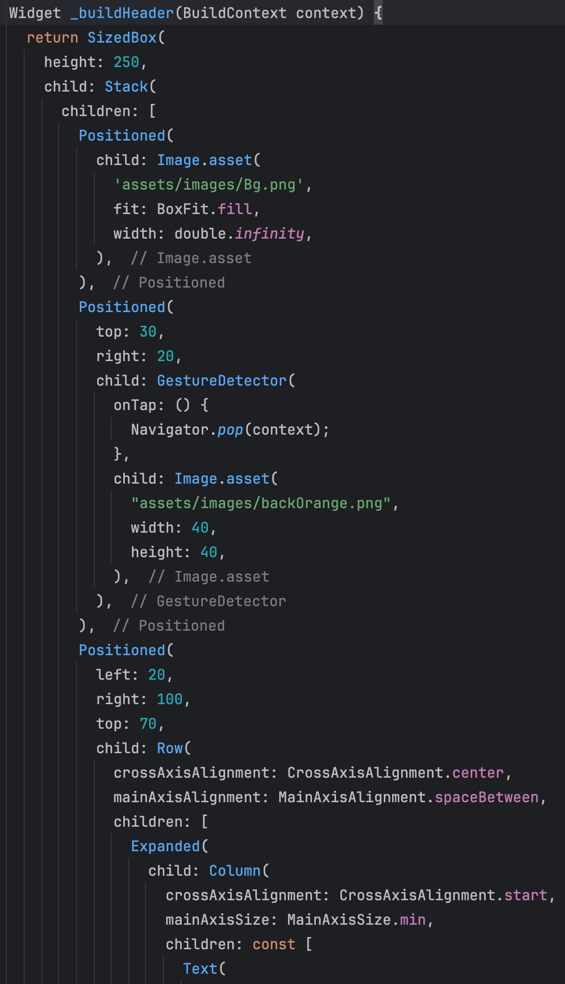 Widget _buildHeader(BuildContext context) {
  return SizedBox(
    height: 250,
    child: Stack(
      children: [
        Positioned(
          child: Image.asset(
            'assets/images/Bg.png',
            fit: BoxFit.fill,
            width: double.infinity,
          ),  // Image.asset
        ),  // Positioned
        Positioned(
          top: 30,
          right: 20,
          child: GestureDetector(
            onTap: () {
              Navigator.pop(context);
            },
            child: Image.asset(
              "assets/images/backOrange.png",
              width: 40,
              height: 40,
            ),  // Image.asset
          ),  // GestureDetector
        ),  // Positioned
        Positioned(
          left: 20,
          right: 100,
          top: 70,
          child: Row(
            crossAxisAlignment: CrossAxisAlignment.center,
            mainAxisAlignment: MainAxisAlignment.spaceBetween,
            children: [
              Expanded(
                child: Column(
                  crossAxisAlignment: CrossAxisAlignment.start,
                  mainAxisSize: MainAxisSize.min,
                  children: const [
                    Text(